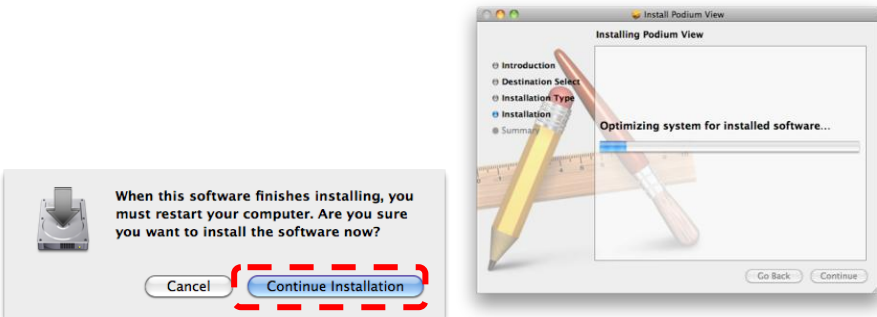 When this software finishes installing, you
must restart your computer. Are you sure
you want to install the software now?
Cancel
Continue Installation
Install Podium View
Installing Podium View
Introduction
Destination Select
Installation Type
Installation
Summary
Optimizing system for installed software...
Go Back
Continue